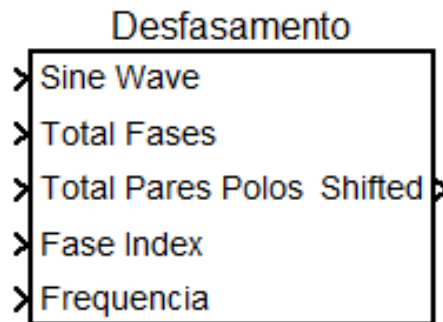 Desfasamento
Sine Wave
Total Fases
Total Pares Polos Shifted
Fase Index
Frequencia